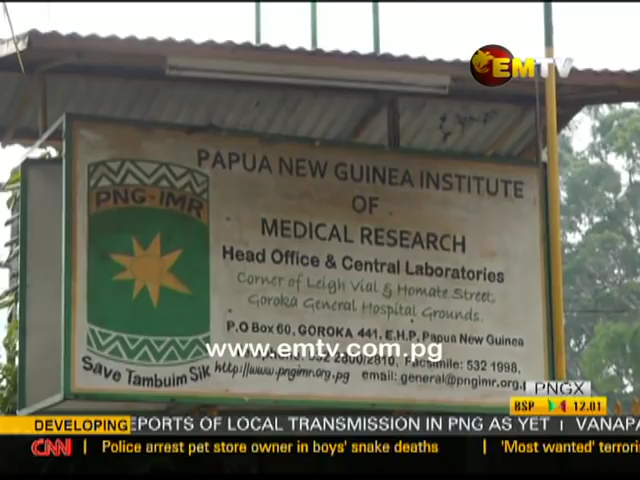 EMTV
PAPUA NEW GUINEA INSTITUTE
OF
MEDICAL RESEARCH
PNG-IMR
Head Office & Central Laboratories
Corner of Leigh Vial & Homate Street,
Goroka General Hospital Grounds.
P.O Box 60, GOROKA 441, E.H.P, Papua New Guinea
532 2800/2810, Facsimile: 532 1998,
http://www.pngimr.org.pg email: general@pngimr.org.
Save Tambuim Sik
www.emtv.com.pg
PNGX
BSP 12.01
DEVELOPING EPORTS OF LOCAL TRANSMISSION IN PNG AS YET | VANAPA
CNN Police arrest pet store owner in boys' snake deaths | 'Most wanted' terrori